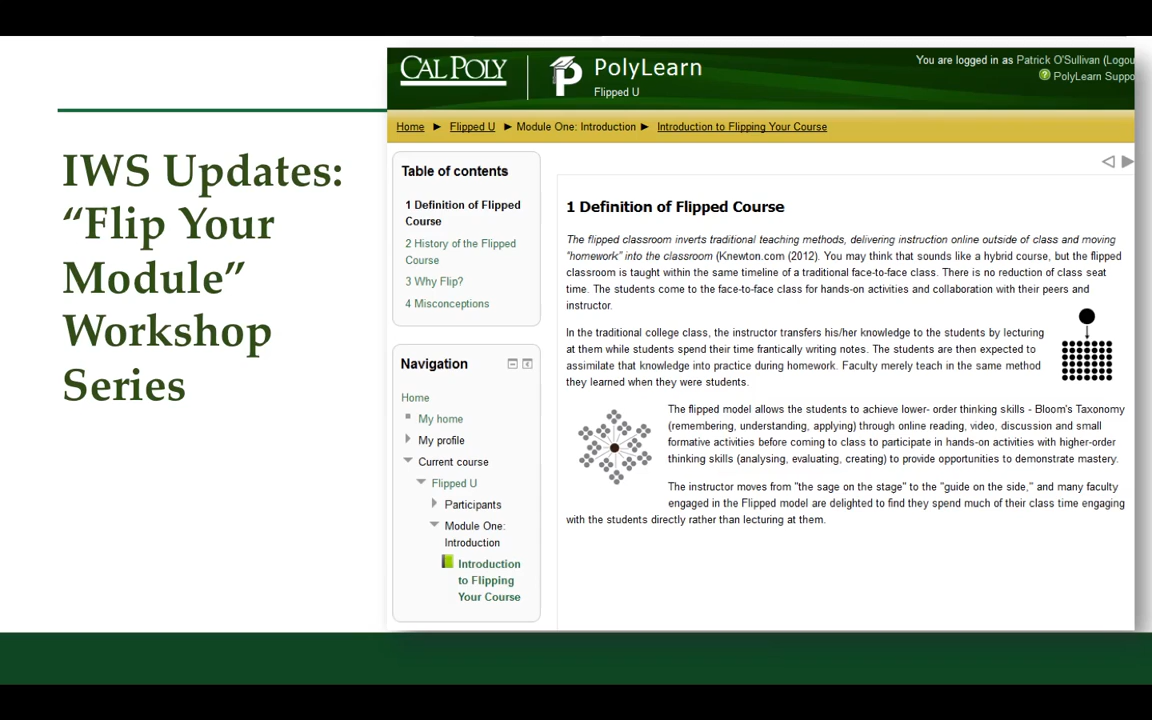 IWS Updates:
“Flip Your
Module”
Workshop
Series
CAL POLY
PolyLearn
Flipped U
You are logged in as Patrick O'Sullivan (Logou
PolyLearn Suppo
Home ► Flipped U ► Module One: Introduction ► Introduction to Flipping Your Course
Table of contents
1 Definition of Flipped
Course
2 History of the Flipped
Course
3 Why Flip?
4 Misconceptions
Navigation
Home
My home
My profile
Current course
Flipped U
Participants
Module One:
Introduction
Introduction
to Flipping
Your Course
1 Definition of Flipped Course
The flipped classroom inverts traditional teaching methods, delivering instruction online outside of class and moving
"homework" into the classroom (Knewton.com (2012). You may think that sounds like a hybrid course, but the flipped
classroom is taught within the same timeline of a traditional face-to-face class. There is no reduction of class seat
time. The students come to the face-to-face class for hands-on activities and collaboration with their peers and
instructor.
In the traditional college class, the instructor transfers his/her knowledge to the students by lecturing
at them while students spend their time frantically writing notes. The students are then expected to
assimilate that knowledge into practice during homework. Faculty merely teach in the same method
they learned when they were students.
The flipped model allows the students to achieve lower- order thinking skills - Bloom's Taxonomy
(remembering, understanding, applying) through online reading, video, discussion and small
formative activities before coming to class to participate in hands-on activities with higher-order
thinking skills (analysing, evaluating, creating) to provide opportunities to demonstrate mastery.
The instructor moves from "the sage on the stage" to the "guide on the side," and many faculty
engaged in the Flipped model are delighted to find they spend much of their class time engaging
with the students directly rather than lecturing at them.